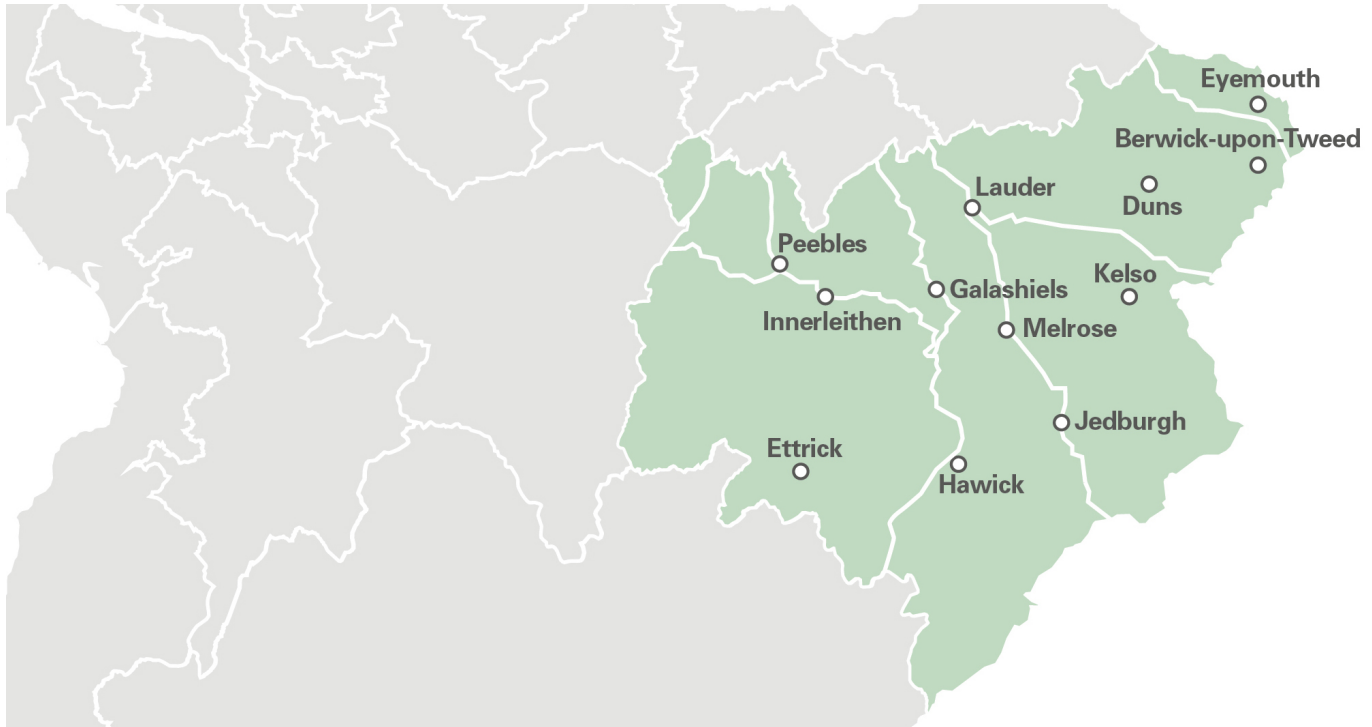 Eyemouth
Berwick-upon-Tweed
Lauder
Duns
Peebles
Kelso
Galashiels
Innerleithen
Melrose
Jedburgh
Ettrick
Hawick